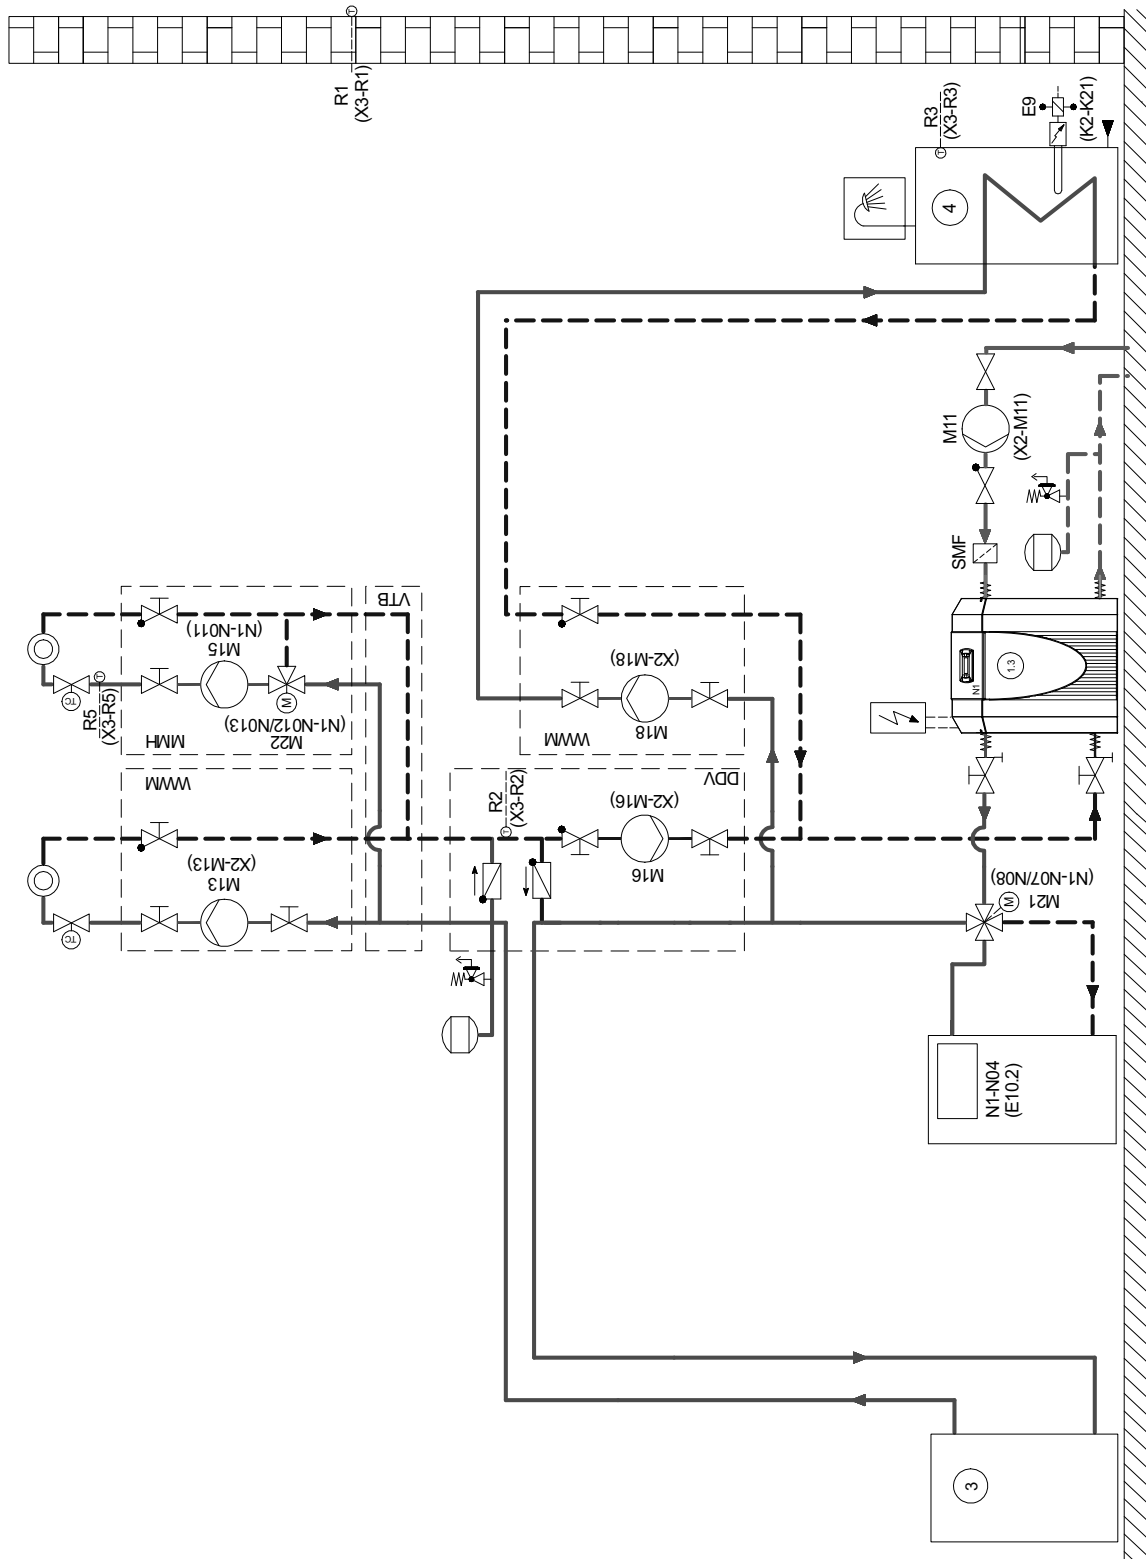 R1
(X3-R1)
R3
(X3-R3)
E9
(K2-K21)
4
T
T
M11
(X2-M11)
SMF
VTB
(N1-N011)
M15
TC
T
R5
(X3-R5)
M
(N1-N012/N013)
M22
MMH
WWM
(X2-M13)
M13
TC
(X2-M18)
M18
WWM
R2
(X3-R2)
T
DDV
(X2-M16)
M16
N1
1.3
(N1-N07/N08)
M21
M
N1-N04
(E10.2)
3